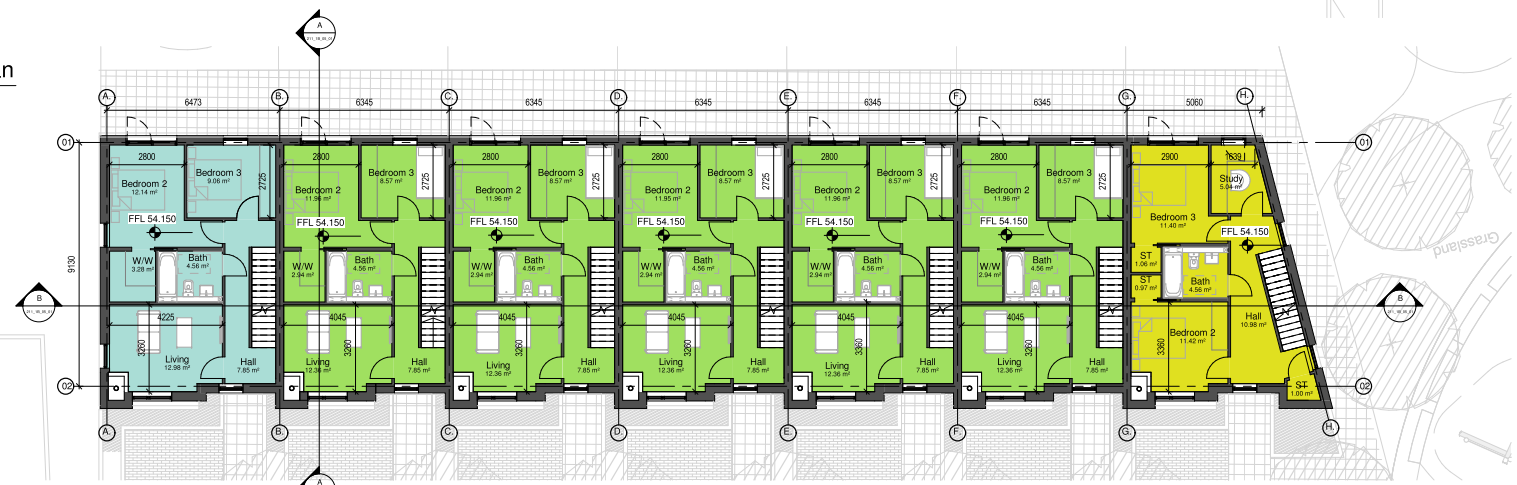 an
A
B.
A. B. C. D. E. F. G. H.
6473 6345 6345 6345 6345 6345 5060
01 01
2800 2800 2800 2800 2800 2800 2900 1539
Bedroom 3
9.06 m²
2725
Bedroom 2
12.14 m²
FFL 54.150
W/W
3.28 m²
Bath
4.56 m²
4225
3260
Living
12.98 m²
Hall
7.85 m²
Bedroom 3
8.57 m²
2725
Bedroom 2
11.96 m²
FFL 54.150
W/W
2.94 m²
Bath
4.56 m²
4045
3260
Living
12.36 m²
Hall
7.85 m²
Bedroom 3
8.57 m²
2725
Bedroom 2
11.96 m²
FFL 54.150
W/W
2.94 m²
Bath
4.56 m²
4045
3260
Living
12.36 m²
Hall
7.85 m²
Bedroom 3
8.57 m²
2725
Bedroom 2
11.95 m²
FFL 54.150
W/W
2.94 m²
Bath
4.56 m²
4045
3260
Living
12.36 m²
Hall
7.85 m²
Bedroom 3
8.57 m²
2725
Bedroom 2
11.96 m²
FFL 54.150
W/W
2.94 m²
Bath
4.56 m²
4045
3360
Living
12.36 m²
Hall
7.85 m²
Bedroom 3
8.57 m²
2725
Bedroom 2
11.96 m²
FFL 54.150
W/W
2.94 m²
Bath
4.56 m²
4045
3260
Living
12.36 m²
Hall
7.85 m²
Study
5.04 m²
Bedroom 3
11.40 m²
FFL 54.150
ST
1.06 m²
ST
0.97 m²
Bath
4.56 m²
Hall
10.98 m²
Bedroom 2
11.42 m²
3360
ST
1.00 m²
9130
Grassland
B B
02 02
A. B. C. D. E. F. G. H.
A